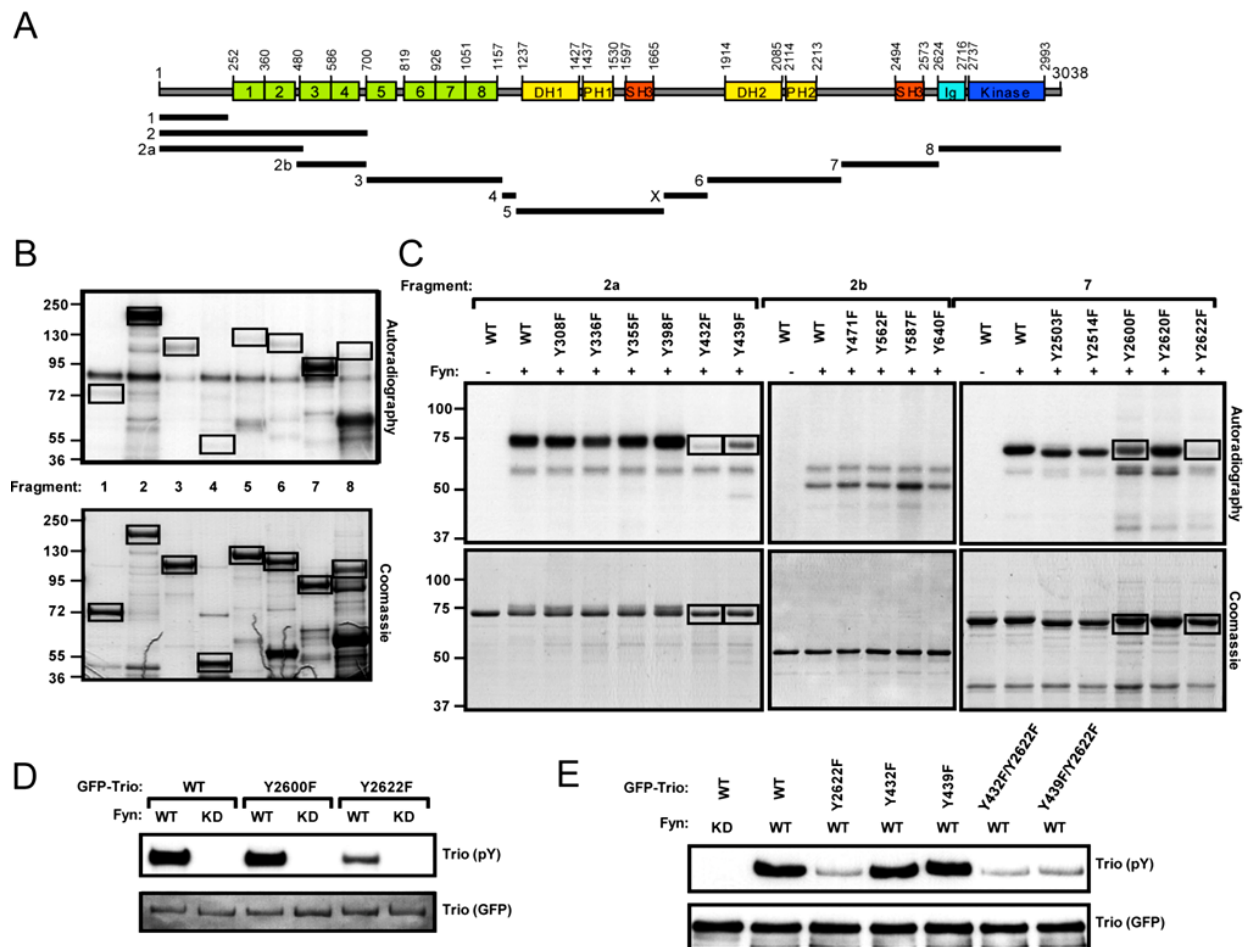 A
1 252 360 480 586 700 819 926 1051 1157 1237 1427 1437 1530 1597 1665 1914 2085 2114 2213 2494 2573 2624 2716 2737 2993 3038
1 2 3 4 5 6 7 8 DH1 PH1 SH3 DH2 PH2 SH3 Ig Kinase
1
2
2a 8
2b 7
3 6
4 X
5
B
250
130
95
72
55
36
Autoradiography
Fragment: 1 2 3 4 5 6 7 8
250
130
95
72
55
36
Coomassie
C
Fragment: 2a 2b 7
WT WT Y308F Y336F Y355F Y398F Y432F Y439F WT WT Y471F Y562F Y587F Y640F WT WT Y2503F Y2514F Y2600F Y2620F Y2622F
Fyn: - + + + + + + + - + + + + + - + + + + + +
100
75
50
37
Autoradiography
100
75
50
37
Coomassie
D
GFP-Trio: WT Y2600F Y2622F
Fyn: WT KD WT KD WT KD
Trio (pY)
Trio (GFP)
E
GFP-Trio: WT WT Y2622F Y432F Y439F Y432F/Y2622F Y439F/Y2622F
Fyn: KD WT WT WT WT WT WT
Trio (pY)
Trio (GFP)